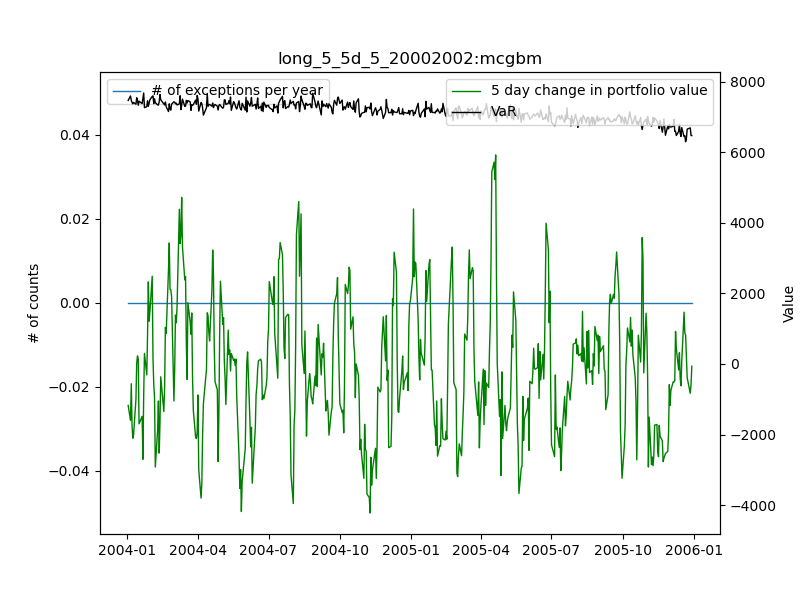 long_5_5d_5_20002002:mcgbm
# of exceptions per year
5 day change in portfolio value
VaR
# of counts
0.04
0.02
0.00
−0.02
−0.04
8000
6000
4000
2000
0
−2000
−4000
Value
2004-01 2004-04 2004-07 2004-10 2005-01 2005-04 2005-07 2005-10 2006-01